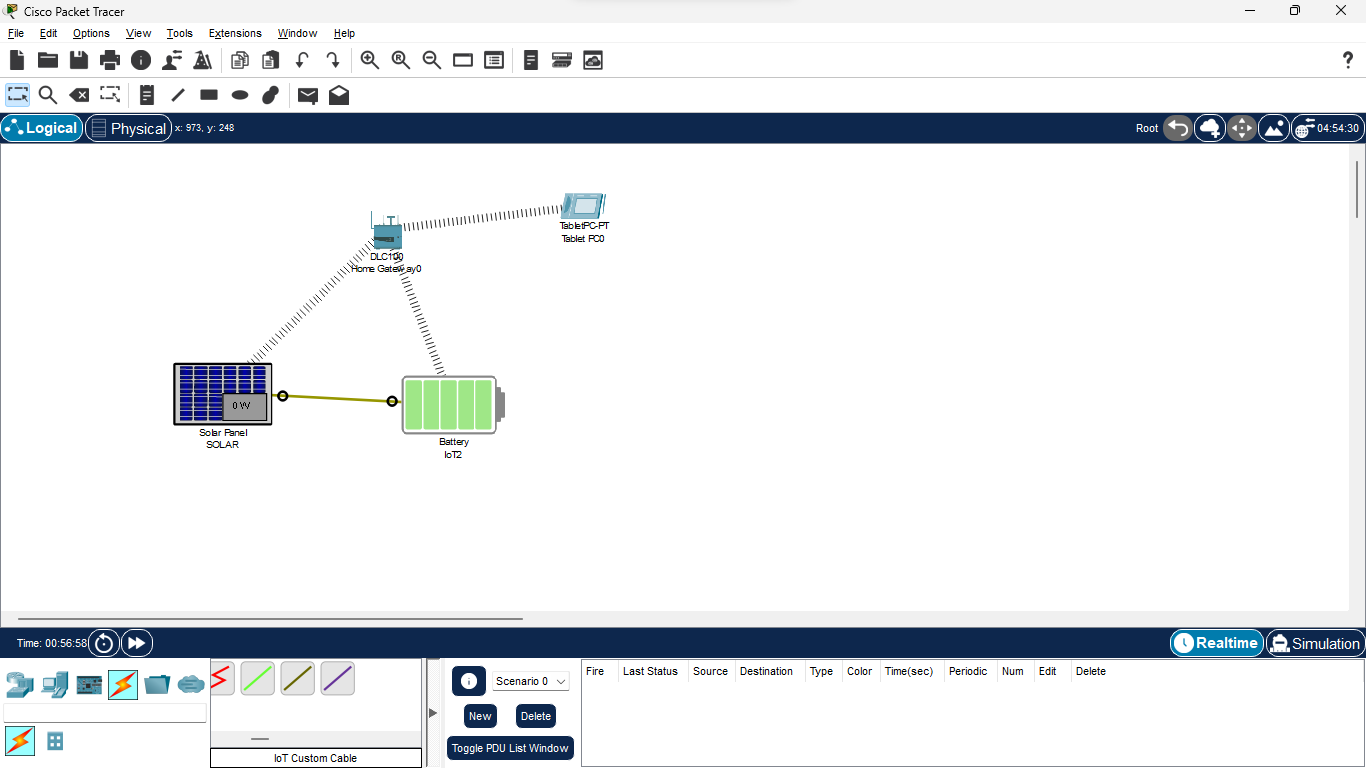 Cisco Packet Tracer
File Edit Options View Tools Extensions Window Help
Logical Physical x: 973, y: 248 Root 04:54:30
TabletPC-PT
Tablet PC0
DLC100
Home Gateway0
0 W
Solar Panel
SOLAR
Battery
IoT2
Time: 00:56:58 Realtime Simulation
Scenario 0
New Delete
Toggle PDU List Window
Fire Last Status Source Destination Type Color Time(sec) Periodic Num Edit Delete
IoT Custom Cable